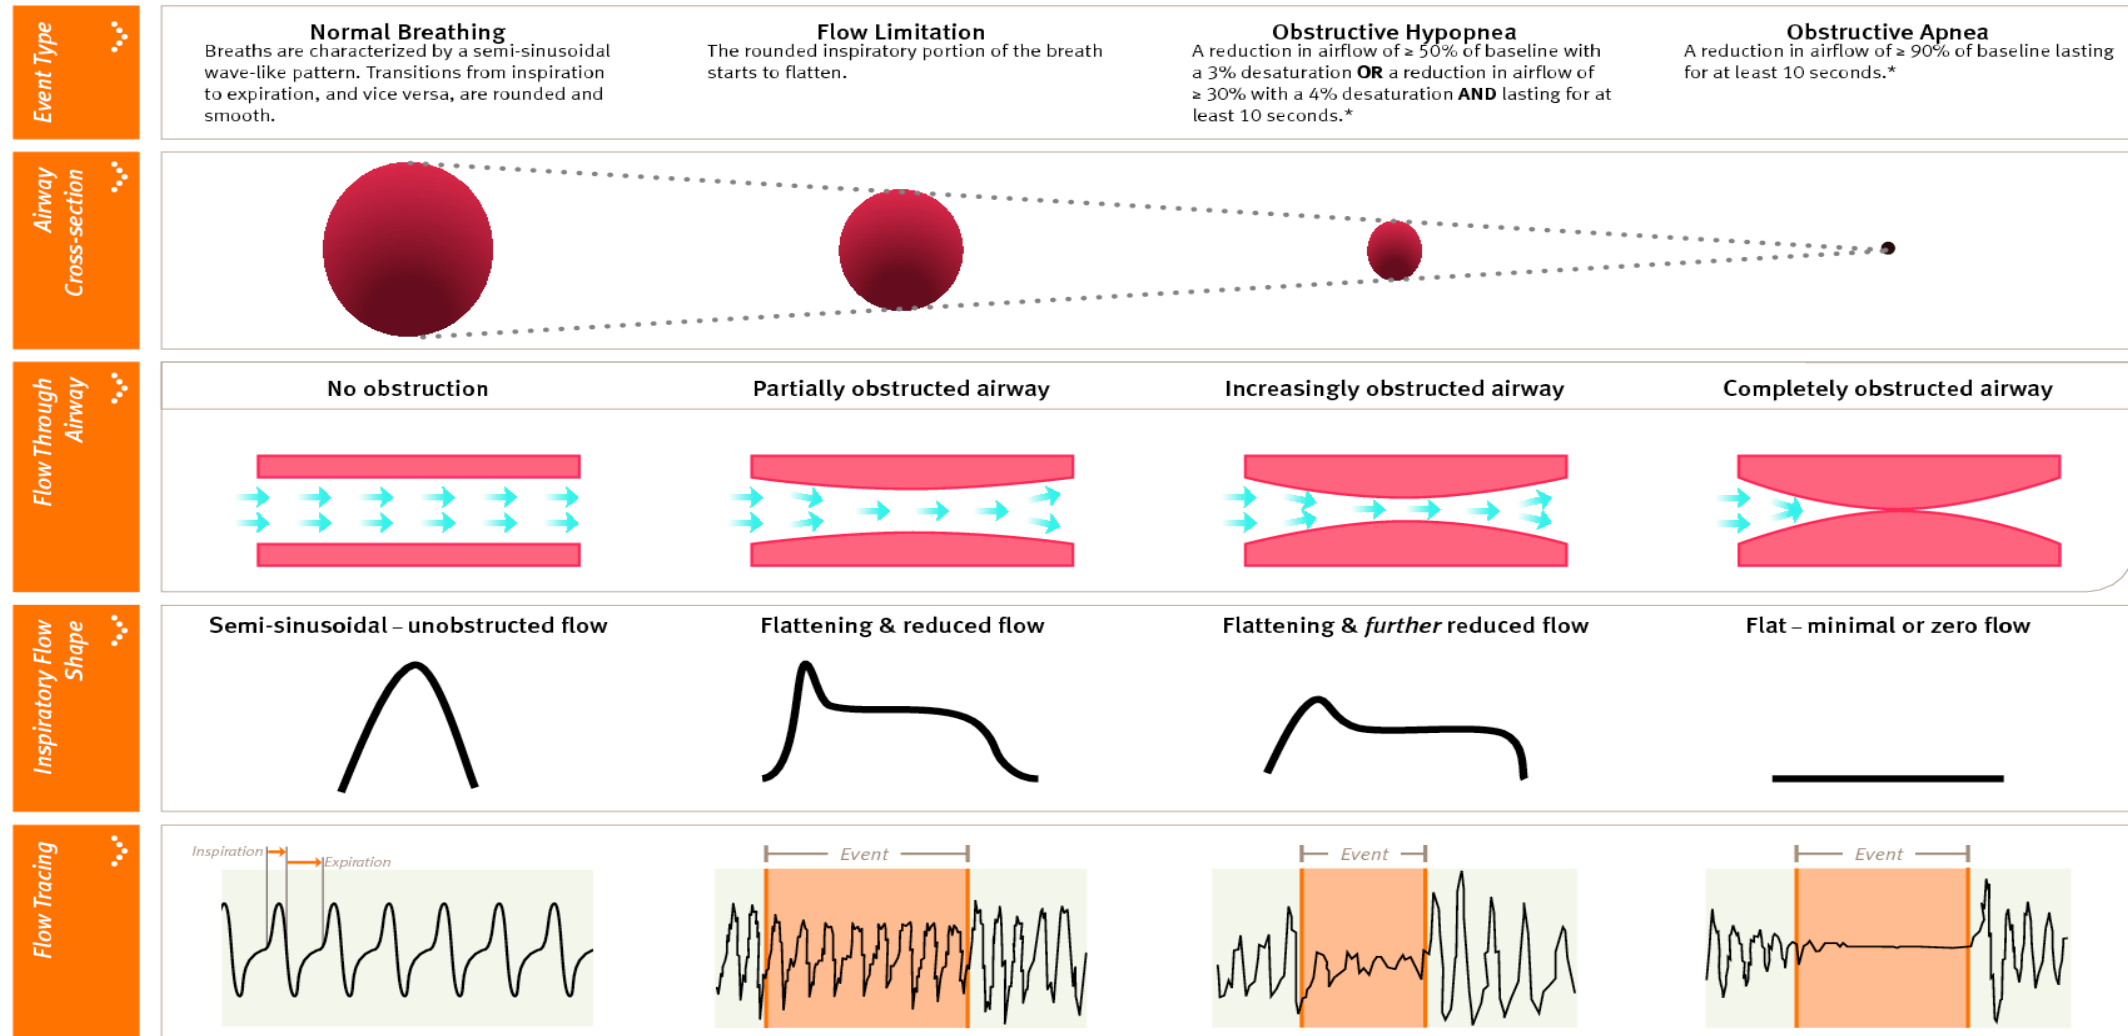 Event Type
Normal Breathing
Breaths are characterized by a semi-sinusoidal
wave-like pattern. Transitions from inspiration
to expiration, and vice versa, are rounded and
smooth.
Flow Limitation
The rounded inspiratory portion of the breath
starts to flatten.
Obstructive Hypopnea
A reduction in airflow of ≥ 50% of baseline with
a 3% desaturation OR a reduction in airflow of
≥ 30% with a 4% desaturation AND lasting for at
least 10 seconds.*
Obstructive Apnea
A reduction in airflow of ≥ 90% of baseline lasting
for at least 10 seconds.*
Airway
Cross-section
Flow Through
Airway
No obstruction
Partially obstructed airway
Increasingly obstructed airway
Completely obstructed airway
Inspiratory Flow
Shape
Semi-sinusoidal – unobstructed flow
Flattening & reduced flow
Flattening & further reduced flow
Flat – minimal or zero flow
Flow Tracing
Inspiration
Expiration
Event
Event
Event